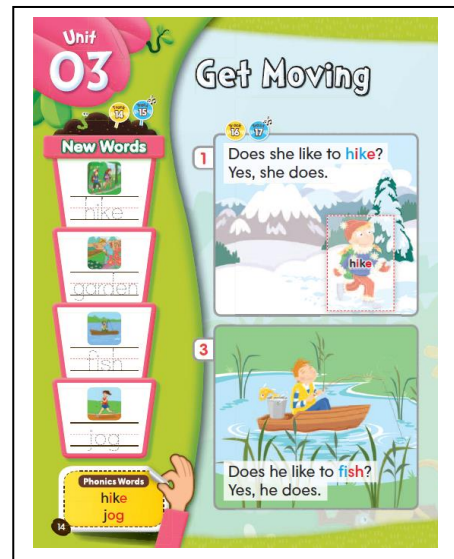 Unit
03
Get Moving
14
15
New Words
hike
garden
fish
jog
Phonics Words
hike
jog
14
16
17
1
Does she like to hike?
Yes, she does.
hike
3
Does he like to fish?
Yes, he does.